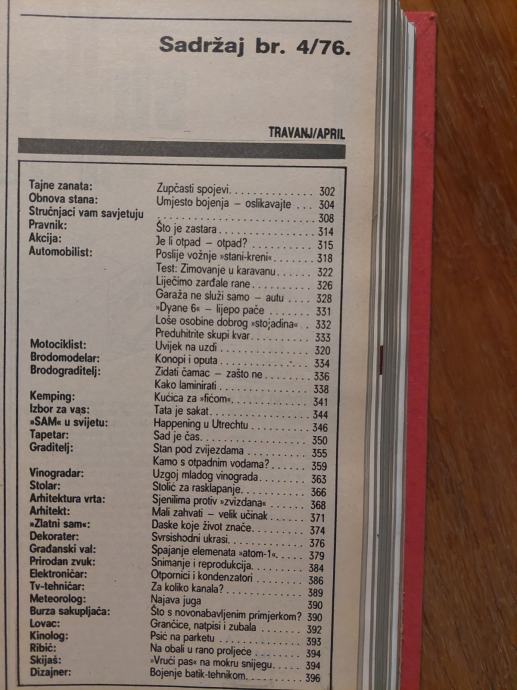 Sadržaj br. 4/76.
TRAVANJ/APRIL
Tajne zanata: Zupčasti spojevi. . . . . . . . . . . . 302
Obnova stana: Umjesto bojenja – oslikavajte . . . 304
Stručnjaci vam savjetuju . . . . . . . . . . . . . . . . . . . . . . . 308
Pravnik: Što je zastara . . . . . . . . . . . . . 314
Akcija: Je li otpad – otpad? . . . . . . . . . 315
Automobilist: Poslije vožnje »stani-kreni«. . . . . 318
Test: Zimovanje u karavanu . . . . . 322
Liječimo zarđale rane . . . . . . . . . 326
Garaža ne služi samo – autu . . . . 328
»Dyane 6« – lijepo pače . . . . . . . 331
Loše osobine dobrog »stojadina« . . 332
Preduhitrite skupi kvar. . . . . . . . . 333
Motociklist: Uvijek na uzdi . . . . . . . . . . . . . 320
Brodomodelar: Konopi i oputa . . . . . . . . . . . . . 334
Brodograditelj: Zidati čamac – zašto ne . . . . . . . 336
Kako laminirati . . . . . . . . . . . . . 338
Kemping: Kućica za »fićom«. . . . . . . . . . . 341
Izbor za vas: Tata je sakat. . . . . . . . . . . . . . . 344
»SAM« u svijetu: Happening u Utrechtu . . . . . . . . 346
Tapetar: Sad je čas. . . . . . . . . . . . . . . . 350
Graditelj: Stan pod zvijezdama . . . . . . . . . 355
Kamo s otpadnim vodama? . . . . . 359
Vinogradar: Uzgoj mladog vinograda . . . . . . . 363
Stolar: Stolić za rasklapanje. . . . . . . . . . 366
Arhitektura vrta: Sjenilima protiv »zvizdana« . . . . . 368
Arhitekt: Mali zahvati – velik učinak . . . . . . 371
»Zlatni sam«: Daske koje život znače. . . . . . . . 374
Dekorater: Svrsishodni ukrasi. . . . . . . . . . . 376
Građanski val: Spajanje elemenata »atom-1«. . . . 379
Prirodan zvuk: Snimanje i reprodukcija. . . . . . . . 384
Elektroničar: Otpornici i kondenzatori . . . . . . . 386
Tv-tehničar: Za koliko kanala? . . . . . . . . . . . 389
Meteorolog: Najava juga 390
Burza sakupljača: Što s novonabavljenim primjerkom? 390
Lovac: Grančice, natpisi i zubala . . . . . . 392
Kinolog: Psić na parketu . . . . . . . . . . . . 393
Ribič: Na obali u rano proljeće . . . . . . . 394
Skijaš: »Vrući pas« na mokru snijegu. . . . 394
Dizajner: Bojenje batik-tehnikom. . . . . . . . 396